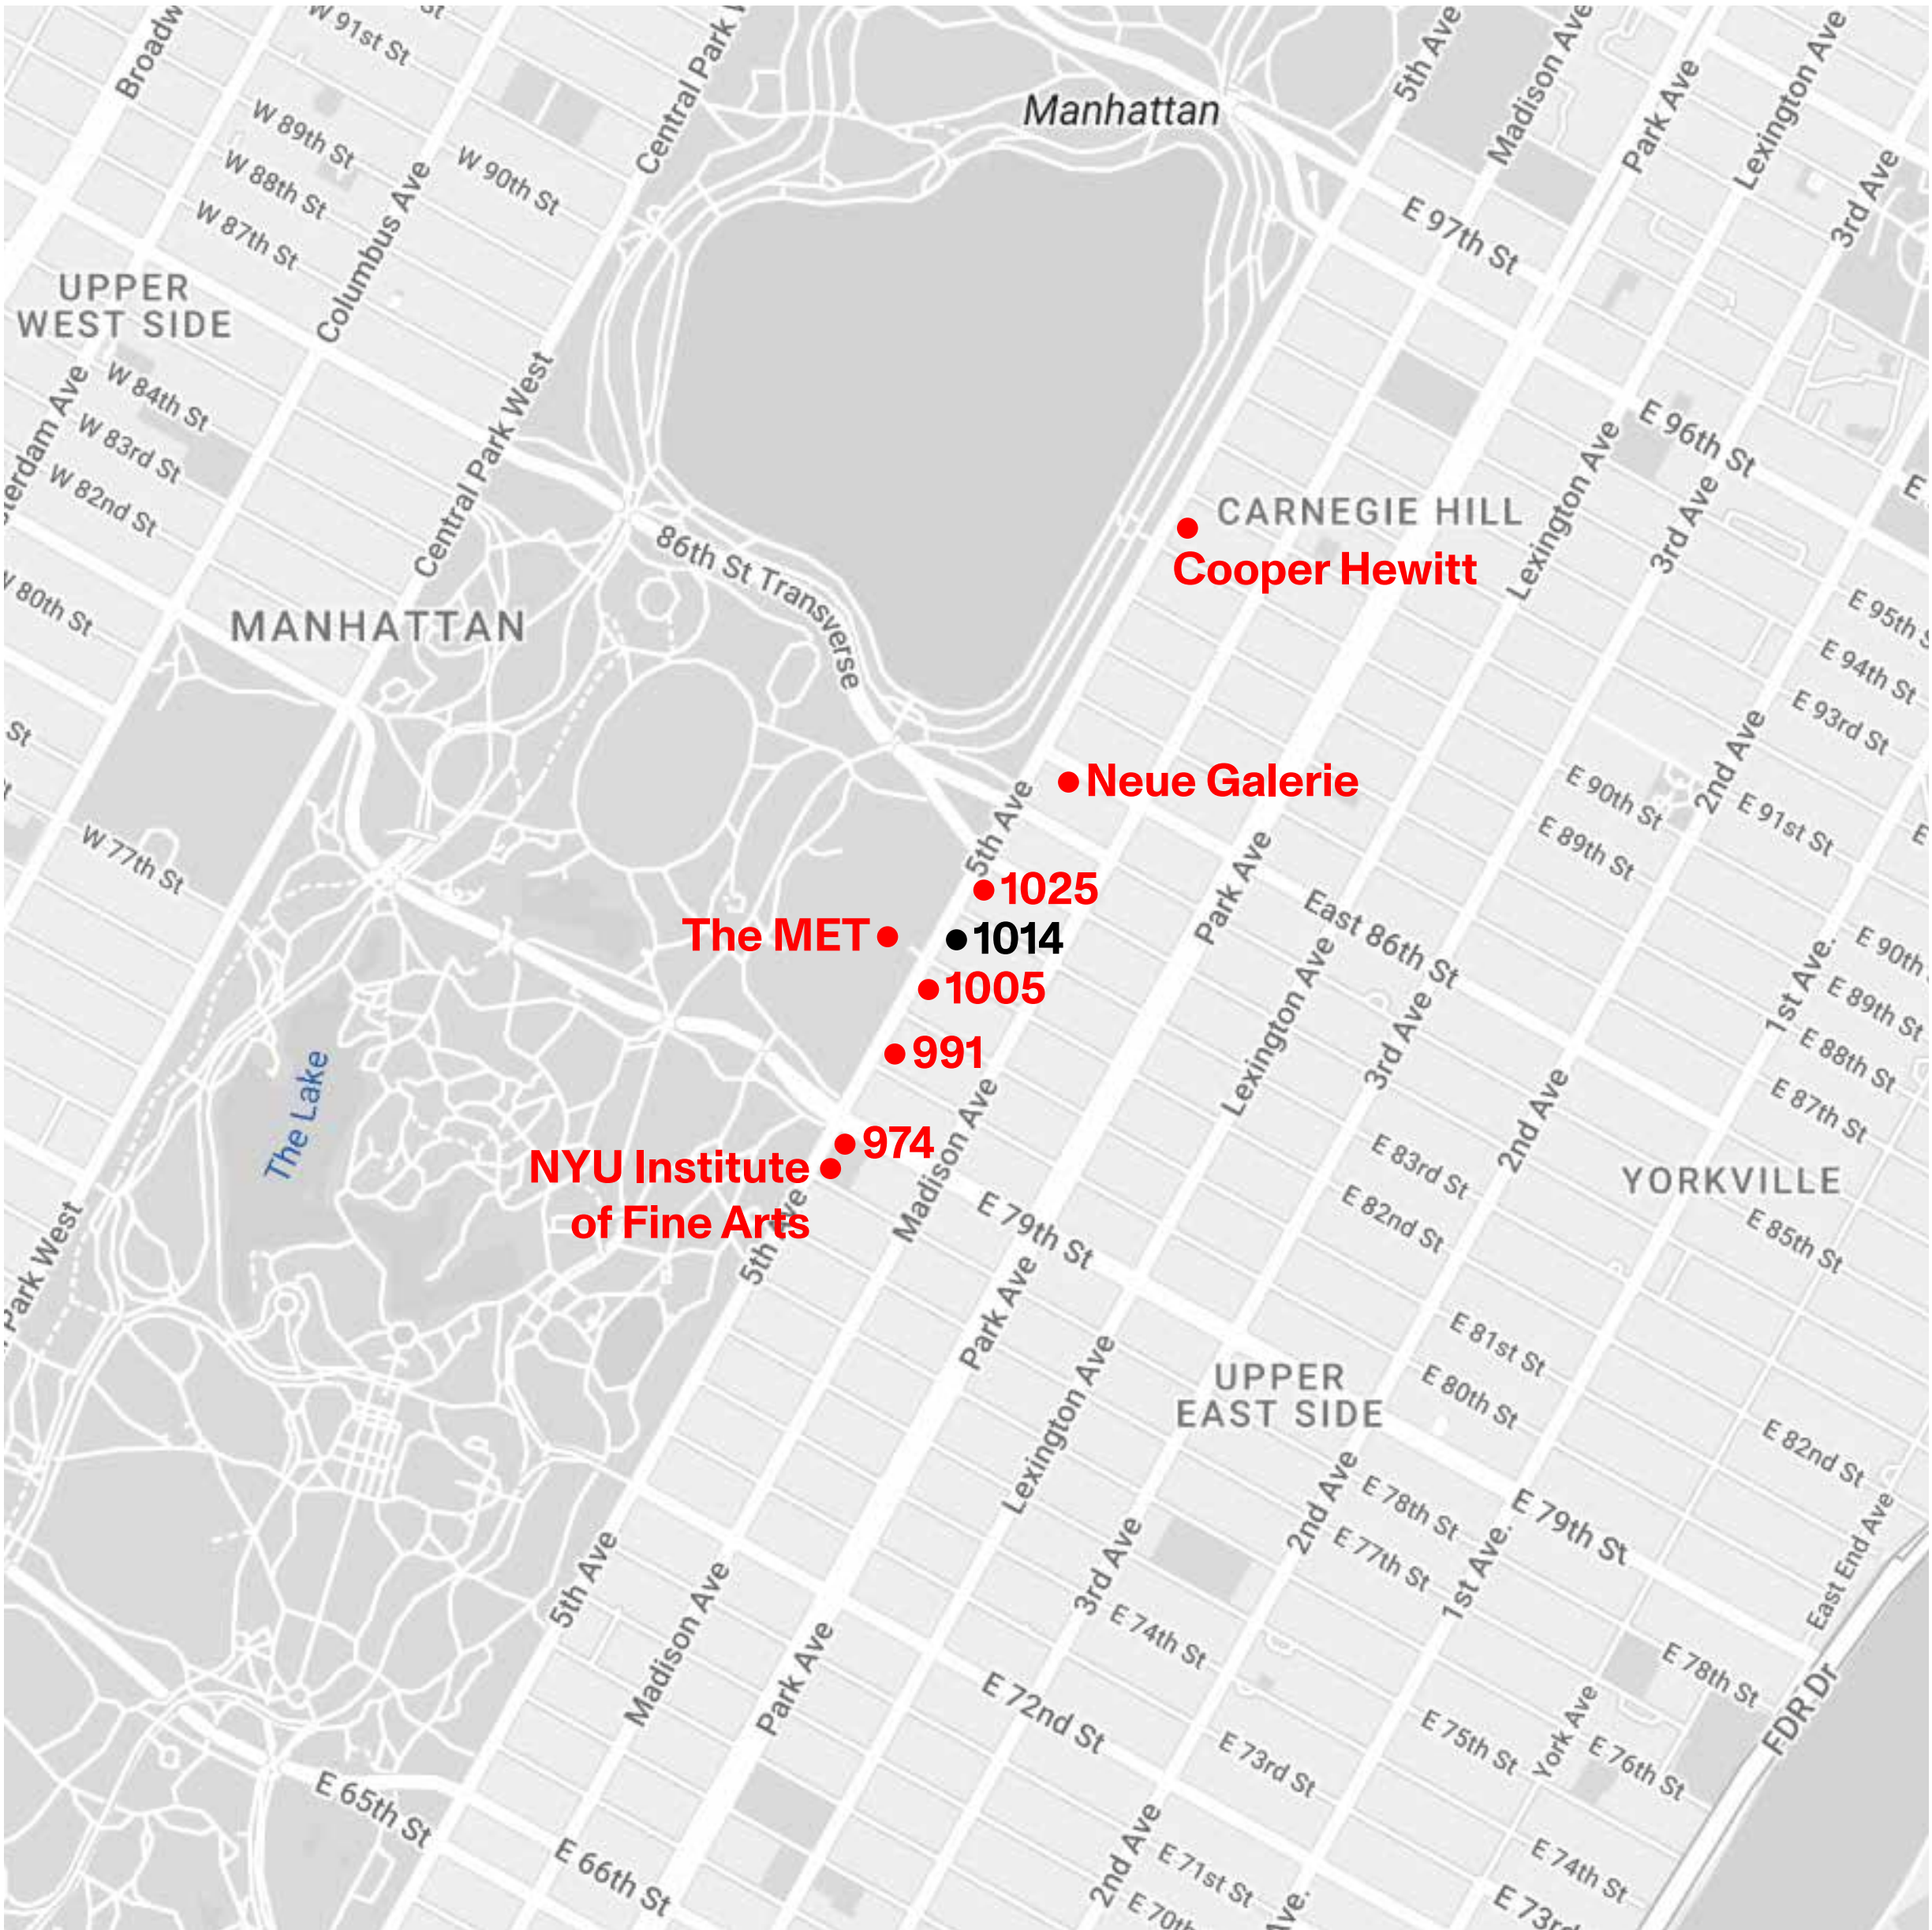 Broadw
W 91st St
St
Central Park W
Manhattan
5th Ave
Madison Ave
Park Ave
Lexington Ave
3rd Ave
W 89th St
W 88th St
W 87th St
W 90th St
Columbus Ave
E 97th St
UPPER
WEST SIDE
W 84th St
W 83rd St
W 82nd St
sterdam Ave
Central Park West
86th St Transverse
E 96th St
CARNEGIE HILL
Cooper Hewitt
Lexington Ave
3rd Ave
E
W 80th St
MANHATTAN
E 95th S
E 94th St
E 93rd St
St
Neue Galerie
5th Ave
E 90th St
2nd Ave
E 91st St
E 89th St
E
W 77th St
1025
The MET
1014
1005
991
Park Ave
East 86th St
Lexington Ave
3rd Ave
1st Ave.
E 90th
E 89th St
E 88th St
E 87th St
The Lake
Madison Ave
2nd Ave
974
NYU Institute
of Fine Arts
5th Ave
E 79th St
E 83rd St
E 82nd St
YORKVILLE
E 85th St
Park West
Park Ave
Lexington Ave
UPPER
EAST SIDE
E 81st St
E 80th St
E 82nd St
2nd Ave
E 78th St
E 77th St
E 79th St
1st Ave.
East End Ave
5th Ave
Madison Ave
Park Ave
3rd Ave
E 74th St
E 78th St
E 72nd St
E 73rd St
E 75th St
York Ave
E 76th St
FDR Dr
E 65th St
E 66th St
2nd Ave
E 71st St
E 70th
Ave.
E 74th St
E 73rd